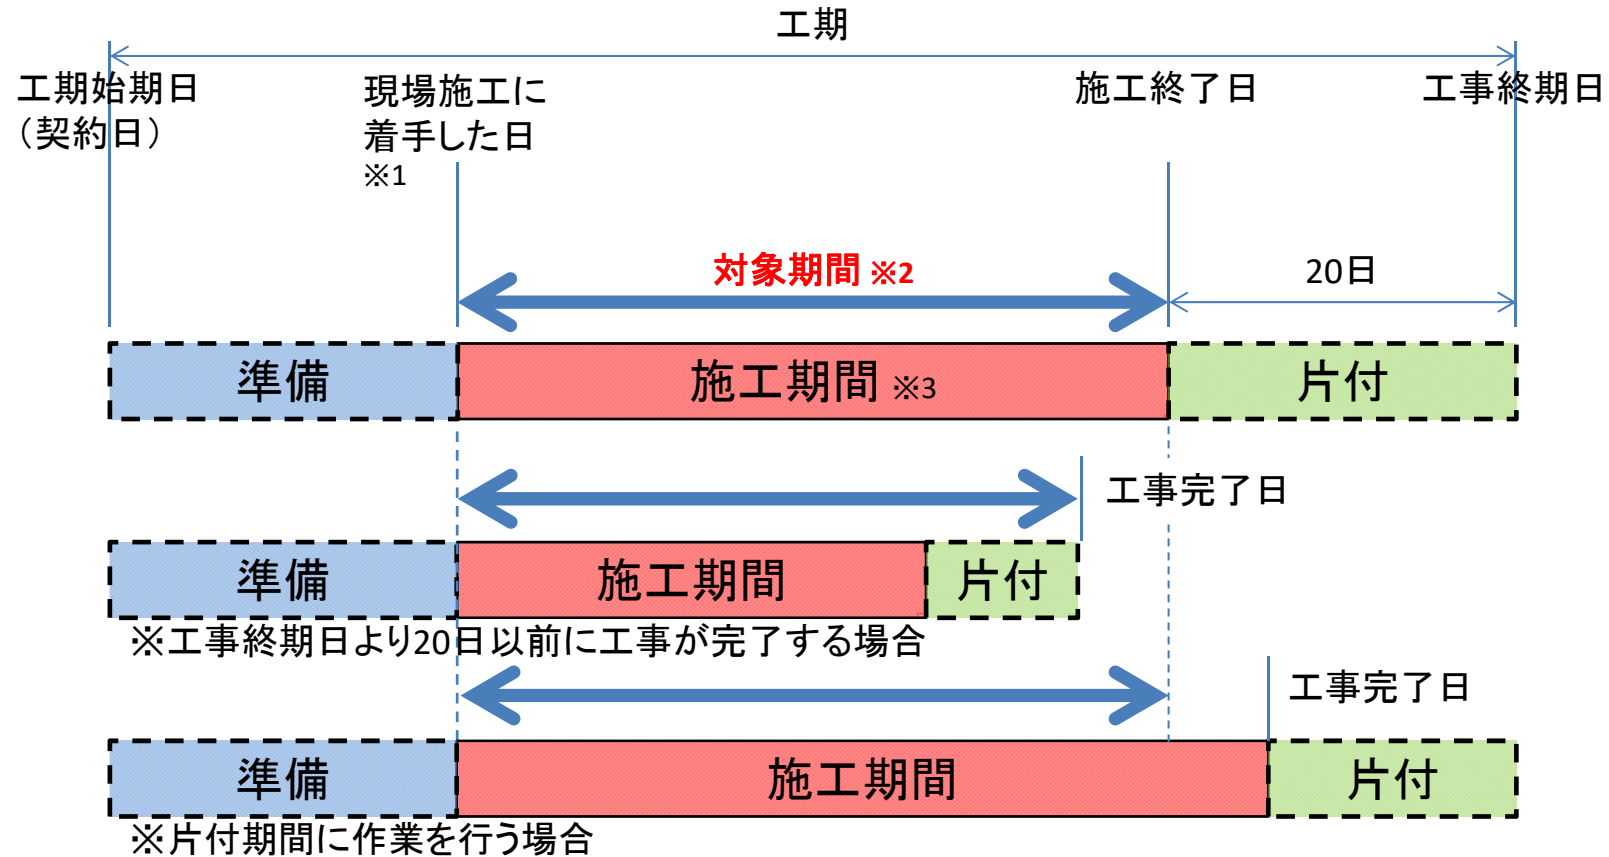 工期
工期始期日
（契約日）
現場施工に
着手した日
※1
施工終了日
工事終期日
対象期間 ※2
20日
準備
施工期間 ※3
片付
工事完了日
準備
施工期間
片付
※工事終期日より20日以前に工事が完了する場合
工事完了日
準備
施工期間
片付
※片付期間に作業を行う場合